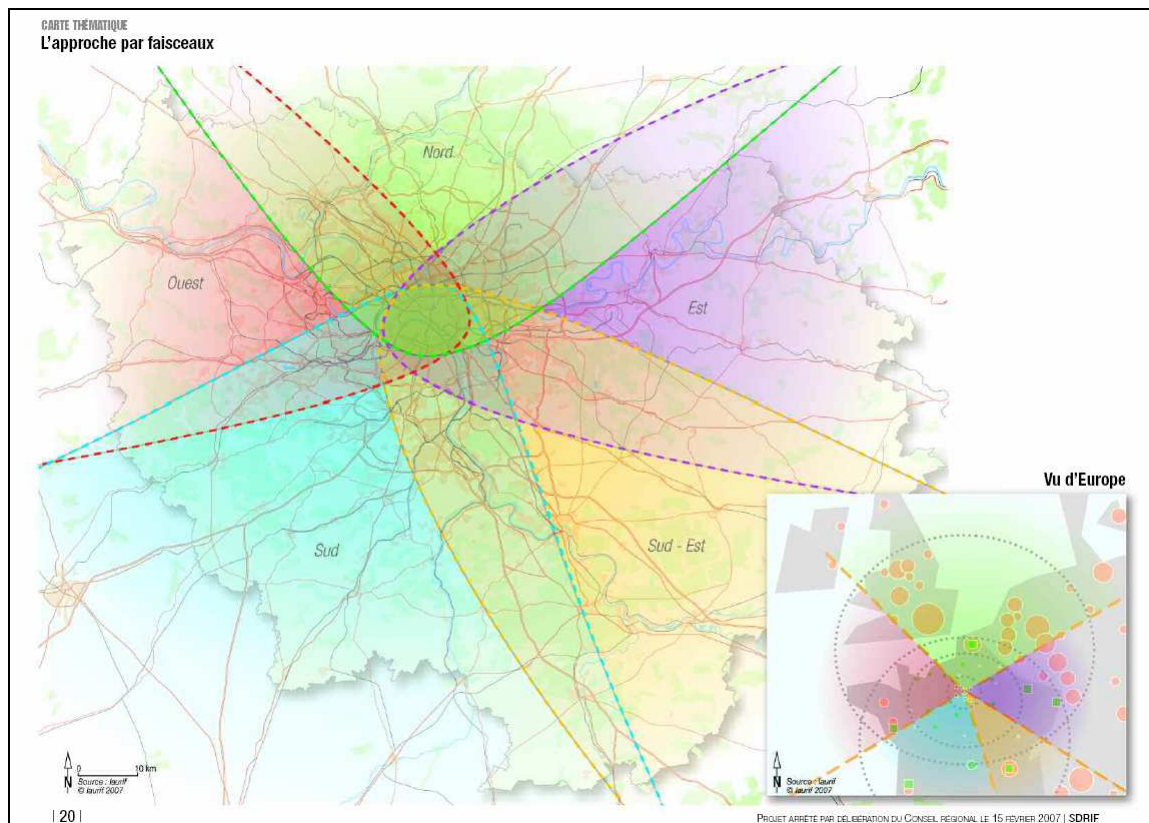 CARTE THÉMATIQUE
L'approche par faisceaux
Nord
Ouest
Est
Sud
Sud - Est
Vu d'Europe
N
0 10 km
Source : Iaurif
© Iaurif 2007
N
Source : Iaurif
© Iaurif 2007
| 20 |
PROJET ARRÊTÉ PAR DÉLIBÉRATION DU CONSEIL RÉGIONAL LE 15 FÉVRIER 2007 | SDRIF